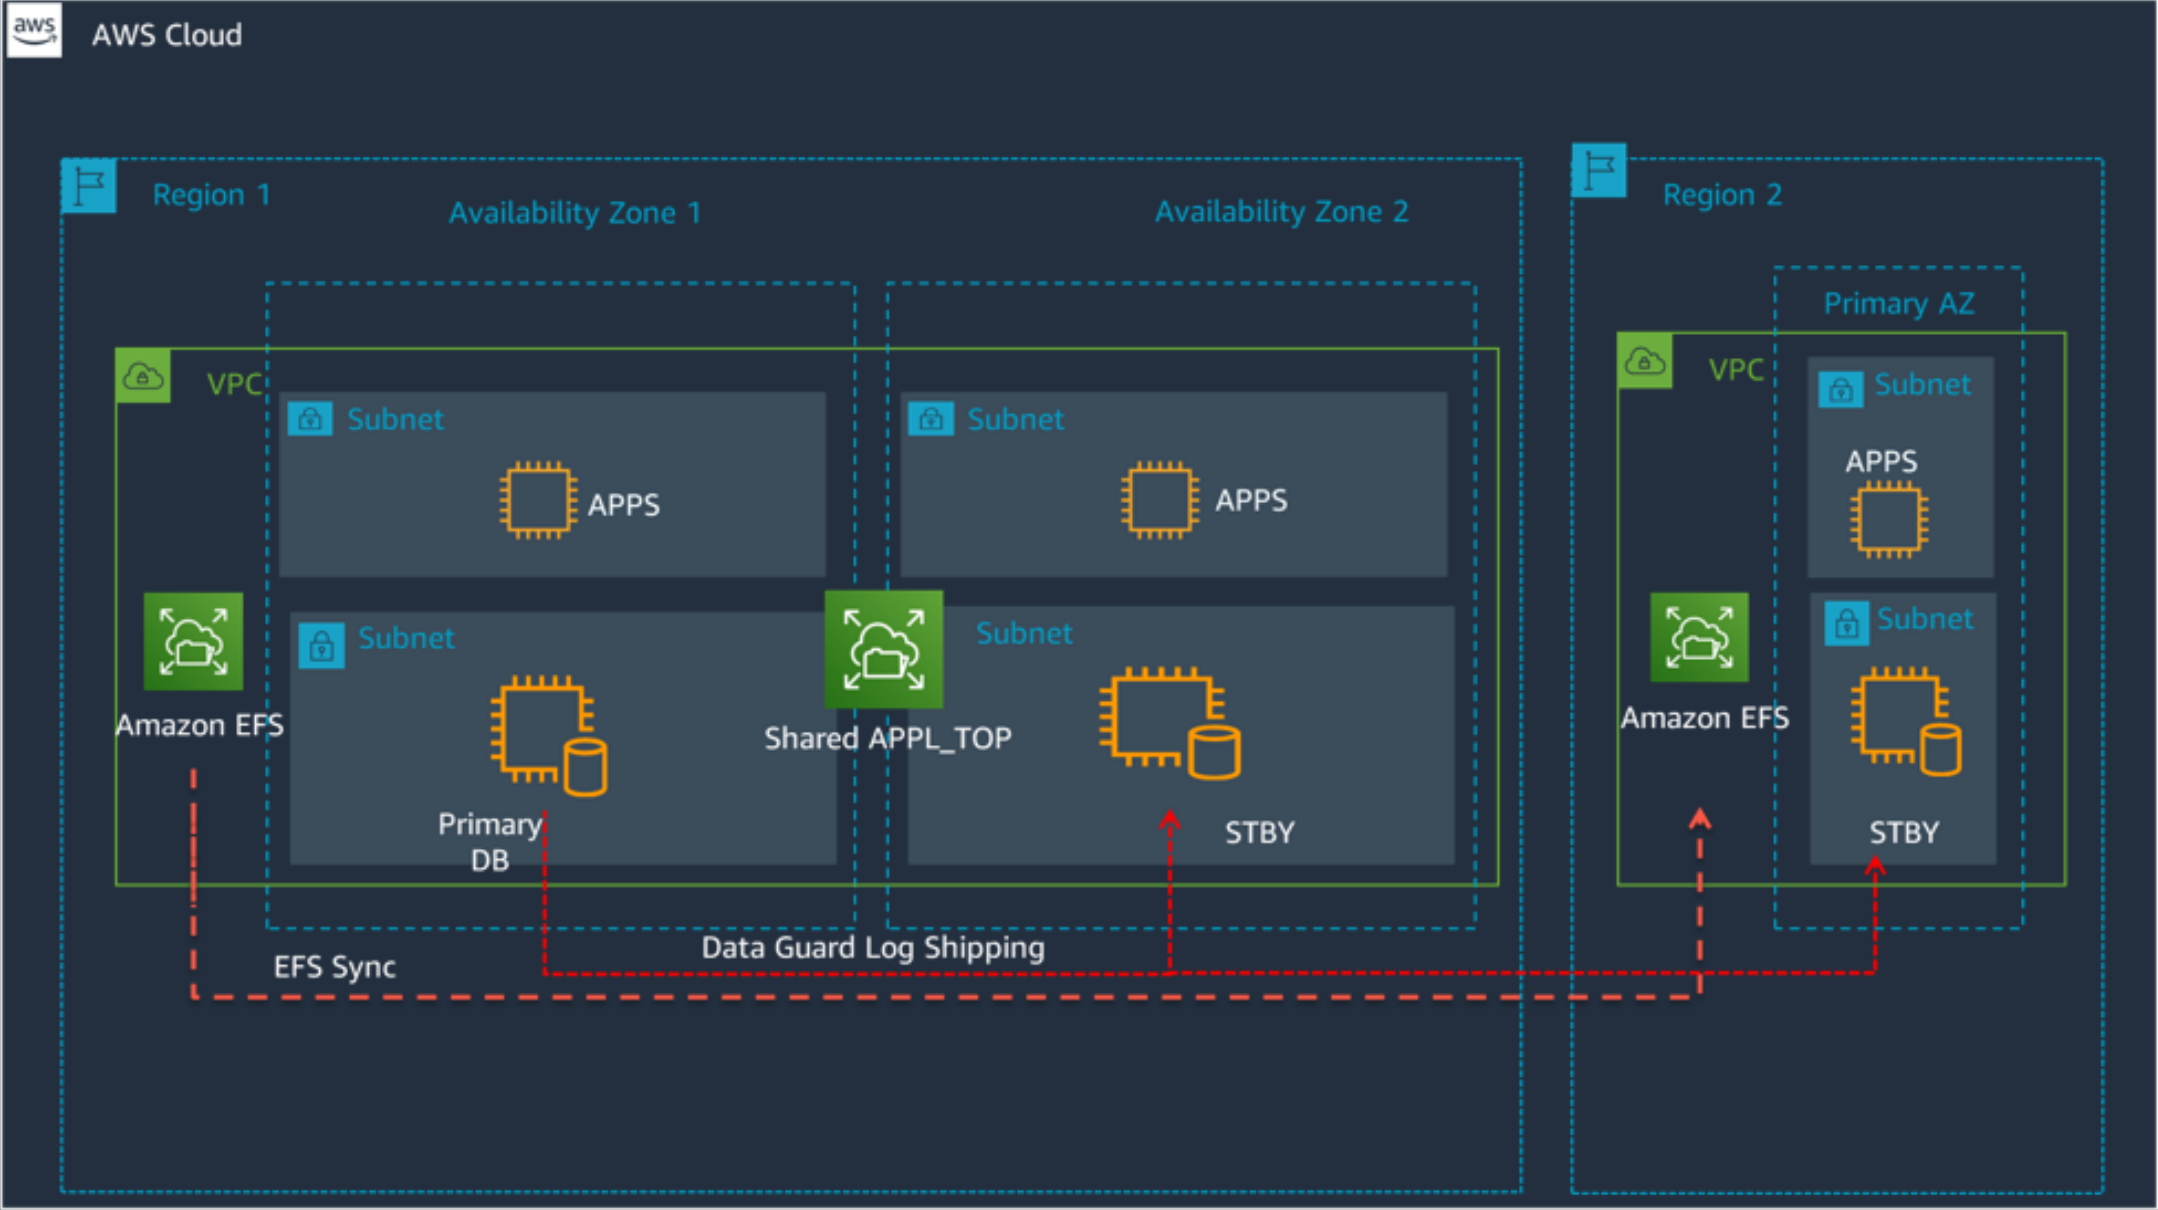 aws
AWS Cloud
Region 1
Availability Zone 1
Availability Zone 2
Region 2
Primary AZ
VPC
Subnet
APPS
Subnet
APPS
VPC
Subnet
APPS
Amazon EFS
Subnet
Primary
DB
Shared APPL_TOP
Subnet
STBY
Amazon EFS
Subnet
STBY
Data Guard Log Shipping
EFS Sync